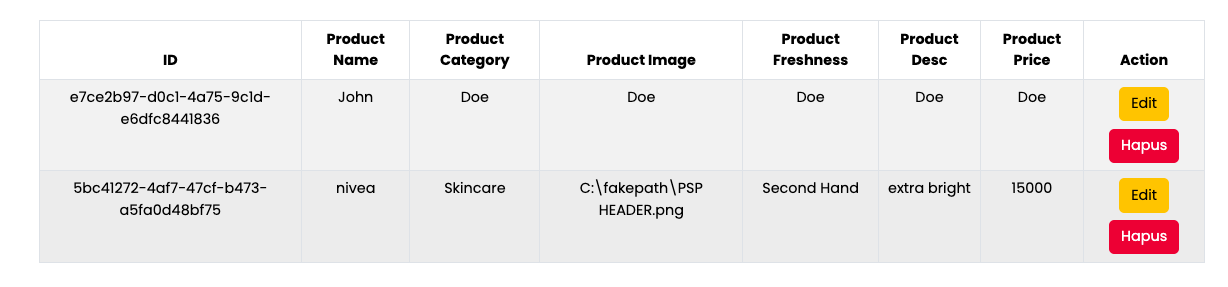 ID
Product
Name
Product
Category
Product Image
Product
Freshness
Product
Desc
Product
Price
Action
e7ce2b97-d0c1-4a75-9c1d-
e6dfc8441836
John
Doe
Doe
Doe
Doe
Doe
Edit
Hapus
5bc41272-4af7-47cf-b473-
a5fa0d48bf75
nivea
Skincare
C:\fakepath\PSP
HEADER.png
Second Hand
extra bright
15000
Edit
Hapus